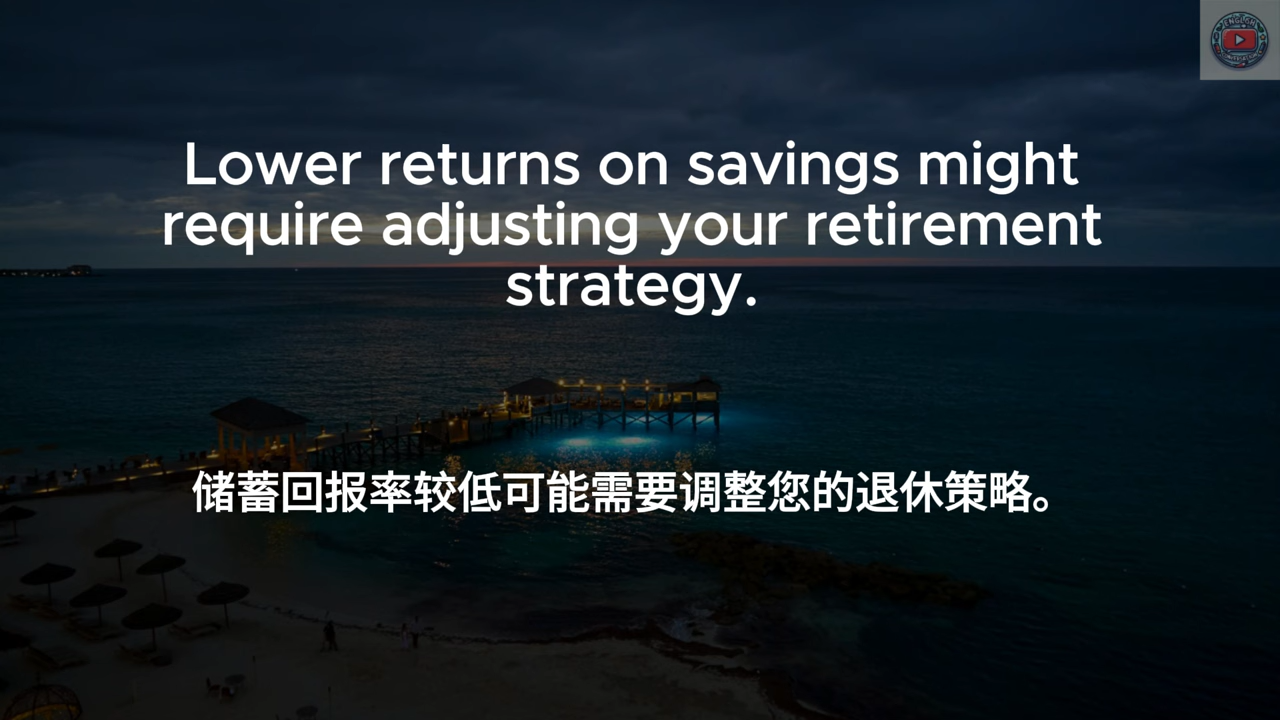 Lower returns on savings might
require adjusting your retirement
strategy.
储蓄回报率较低可能需要调整您的退休策略。